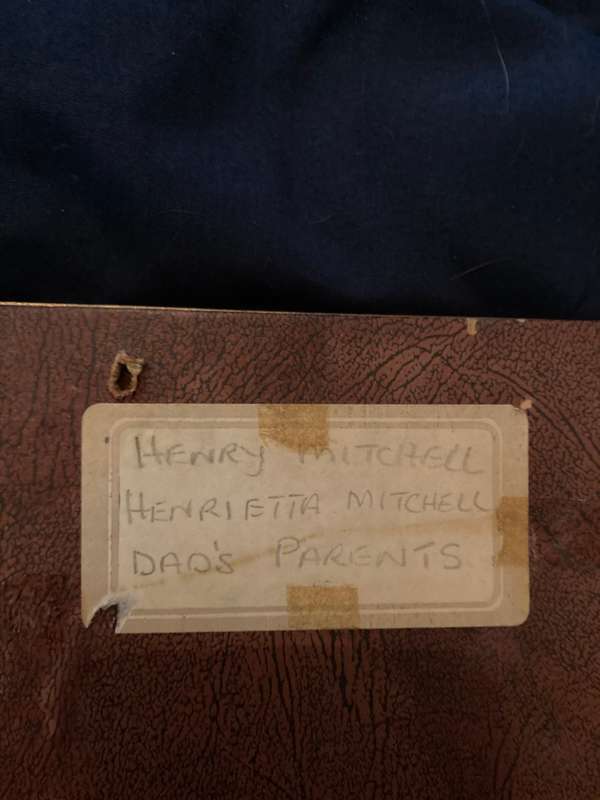 HENRY MITCHELL
HENRIETTA MITCHELL
DAD'S PARENTS